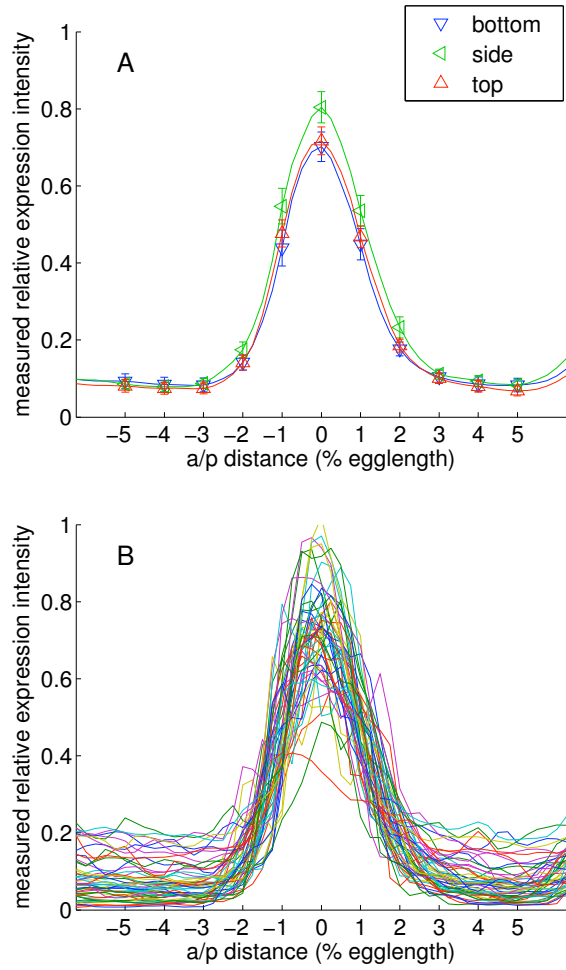 bottom
side
top
A
measured relative expression intensity
1
0.8
0.6
0.4
0.2
0
−5 −4 −3 −2 −1 0 1 2 3 4 5
a/p distance (% egglength)
B
measured relative expression intensity
1
0.8
0.6
0.4
0.2
0
−5 −4 −3 −2 −1 0 1 2 3 4 5
a/p distance (% egglength)